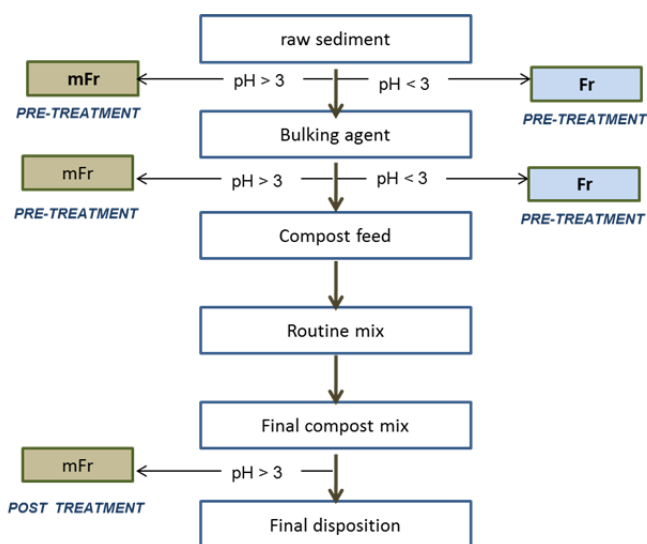 raw sediment
mFr
pH > 3
pH < 3
Fr
PRE-TREATMENT
PRE-TREATMENT
Bulking agent
mFr
pH > 3
pH < 3
Fr
PRE-TREATMENT
PRE-TREATMENT
Compost feed
Routine mix
Final compost mix
mFr
pH > 3
POST TREATMENT
Final disposition